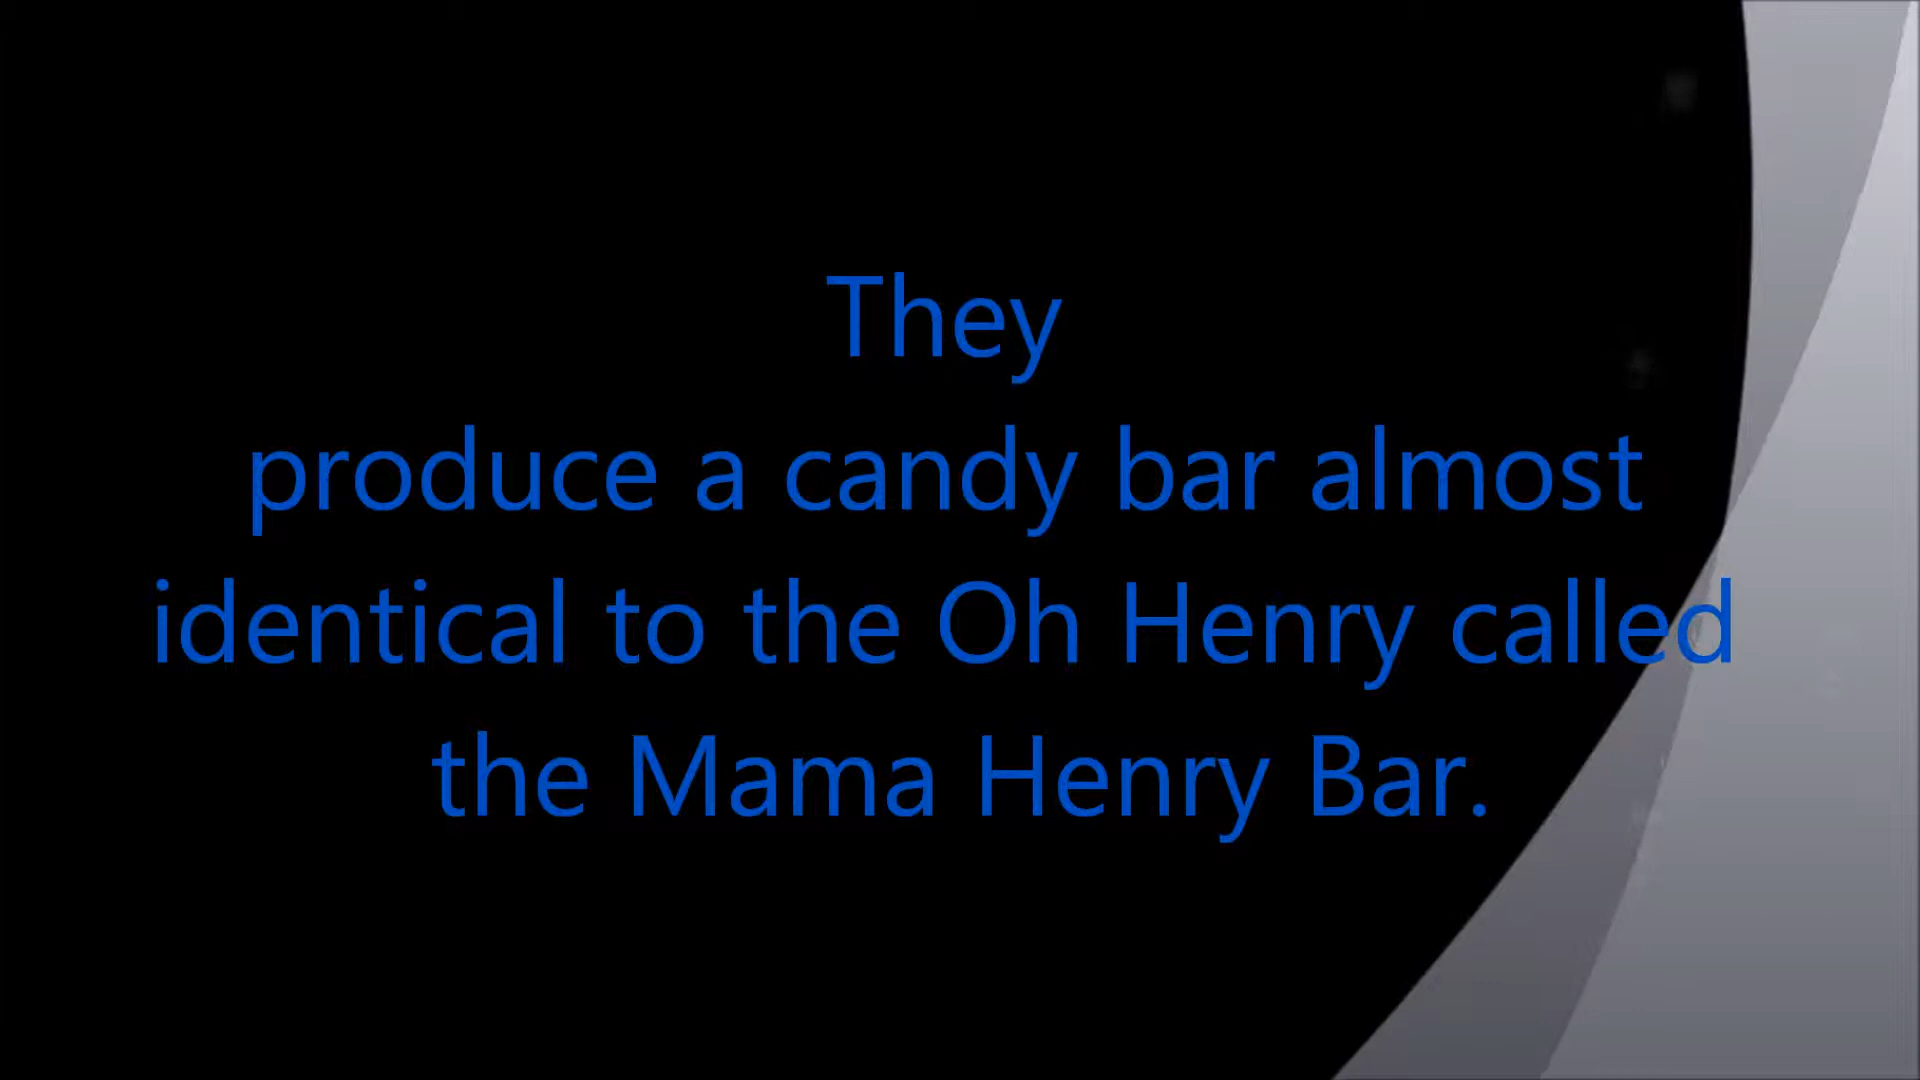 They
produce a candy bar almost
identical to the Oh Henry called
the Mama Henry Bar.